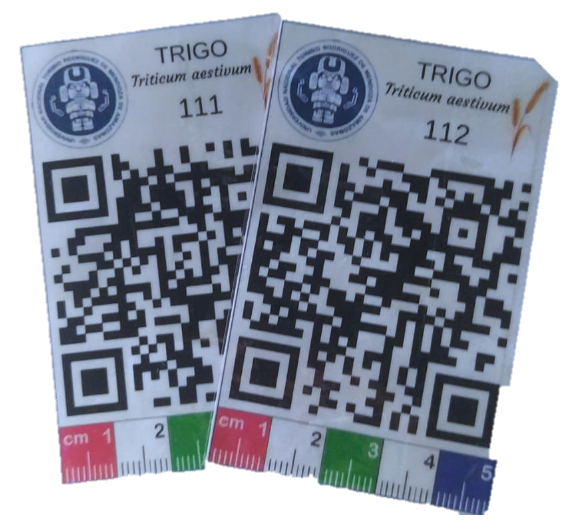 TRIGO
Triticum aestivum
111
cm 1 2
TRIGO
Triticum aestivum
112
cm 1 2 3 4 5